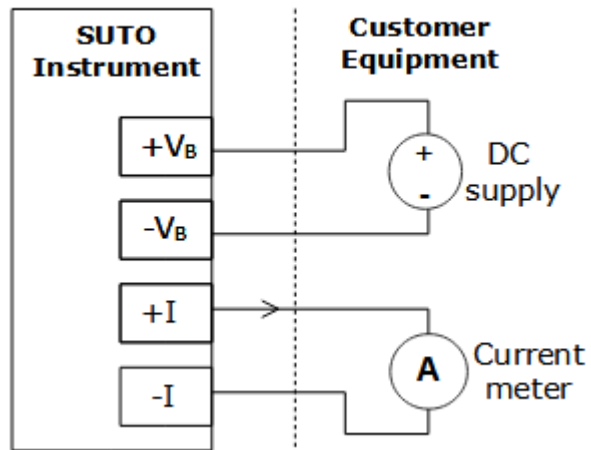 SUTO
Instrument
Customer
Equipment
+VB
-VB
+I
-I
+
-
DC
supply
A
Current
meter